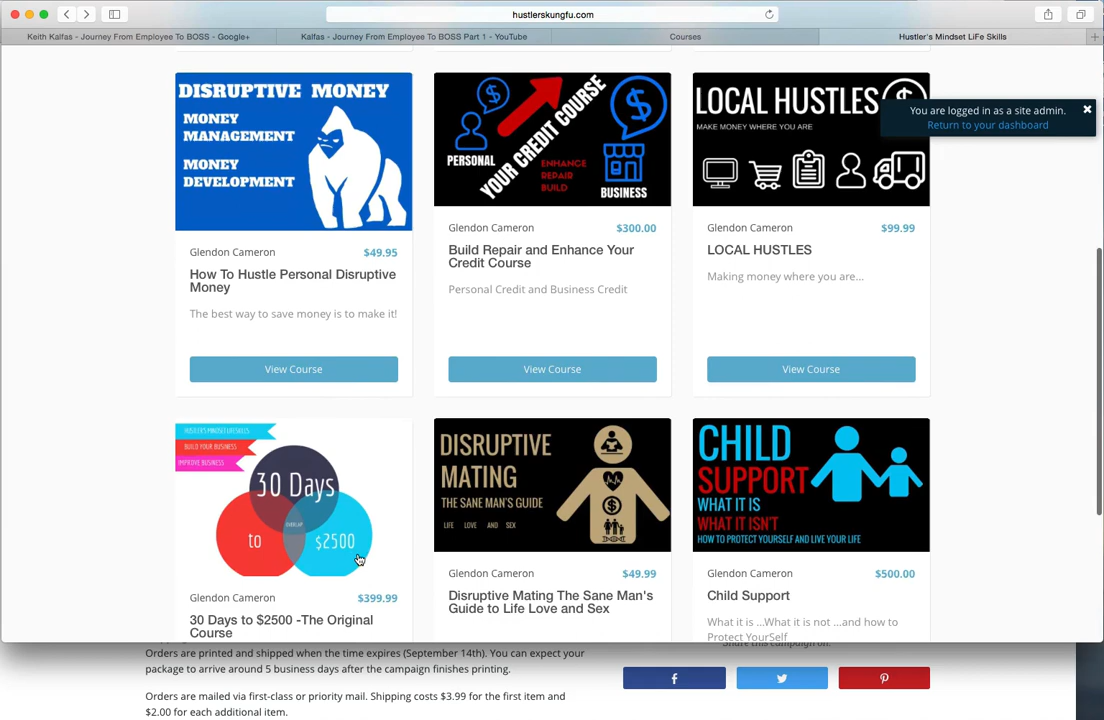 hustlerskungfu.com
Keith Kalfas - Journey From Employee To BOSS - Google+
Kalfas - Journey From Employee To BOSS Part 1 - YouTube
Courses
Hustler's Mindset LiFe Skills
You are logged in as a site admin.
Return to your dashboard
DISRUPTIVE MONEY
MONEY
MANAGEMENT
MONEY
DEVELOPMENT
Glendon Cameron $49.95
How To Hustle Personal Disruptive
Money
The best way to save money is to make it!
View Course
PERSONAL
YOUR CREDIT COURSE
ENHANCE
REPAIR
BUILD
BUSINESS
Glendon Cameron $300.00
Build Repair and Enhance Your
Credit Course
Personal Credit and Business Credit
View Course
LOCAL HUSTLES
MAKE MONEY WHERE YOU ARE
Glendon Cameron $99.99
LOCAL HUSTLES
Making money where you are...
View Course
HUSTLER'S MINDSET LIFESKILLS
BUILD YOUR BUSINESS
IMPROVE BUSINESS
30 Days
to
$2500
Glendon Cameron $399.99
30 Days to $2500 -The Original
Course
DISRUPTIVE
MATING
THE SANE MAN'S GUIDE
LIFE LOVE AND SEX
Glendon Cameron $49.99
Disruptive Mating The Sane Man's
Guide to Life Love and Sex
CHILD
SUPPORT
WHAT IT IS
WHAT IT ISN'T
HOW TO PROTECT YOURSELF AND LIVE YOUR LIFE
Glendon Cameron $500.00
Child Support
What it is ...What it is not ...and how to
Protect YourSelf
Share this campaign on:
Orders are printed and shipped when the time expires (September 14th). You can expect your
package to arrive around 5 business days after the campaign finishes printing.
Orders are mailed via first-class or priority mail. Shipping costs $3.99 for the first item and
$2.00 for each additional item.